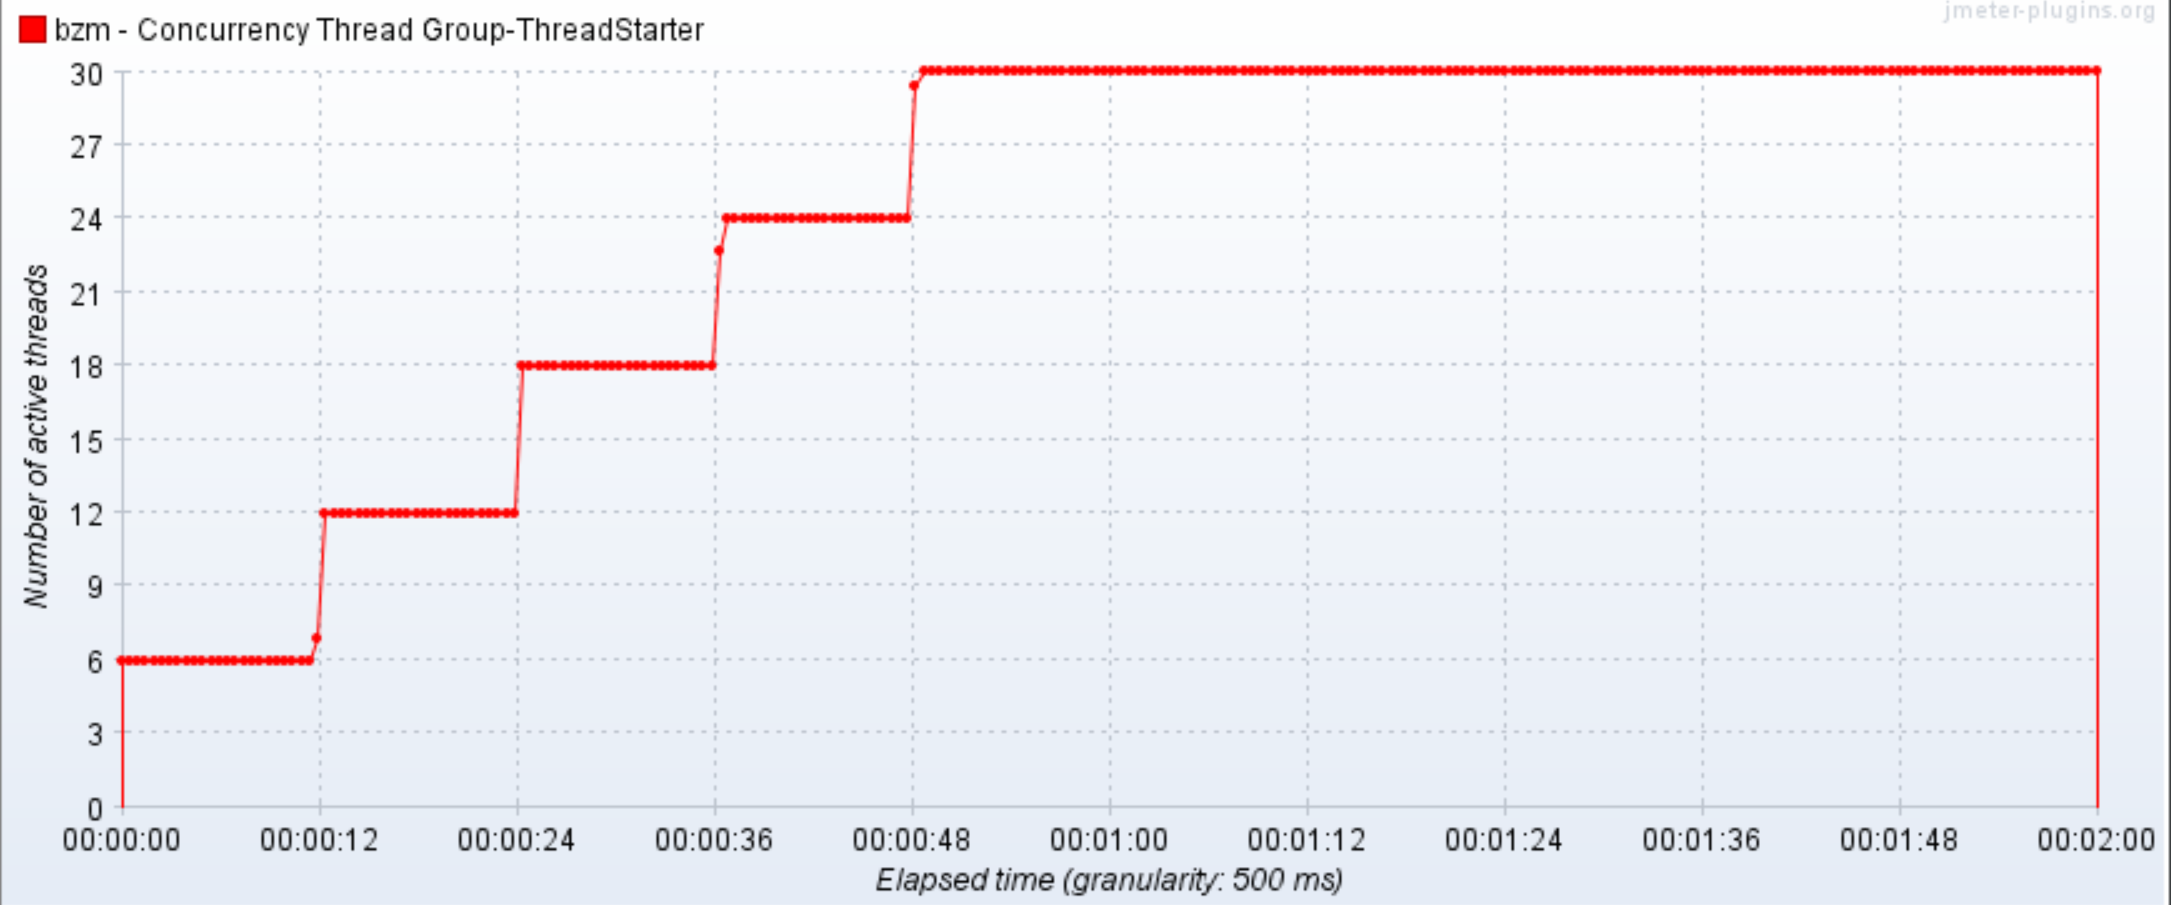 jmeter-plugins.org
bzm - Concurrency Thread Group-ThreadStarter
30
27
24
21
18
15
12
9
6
3
0
Number of active threads
00:00:00 00:00:12 00:00:24 00:00:36 00:00:48 00:01:00 00:01:12 00:01:24 00:01:36 00:01:48 00:02:00
Elapsed time (granularity: 500 ms)